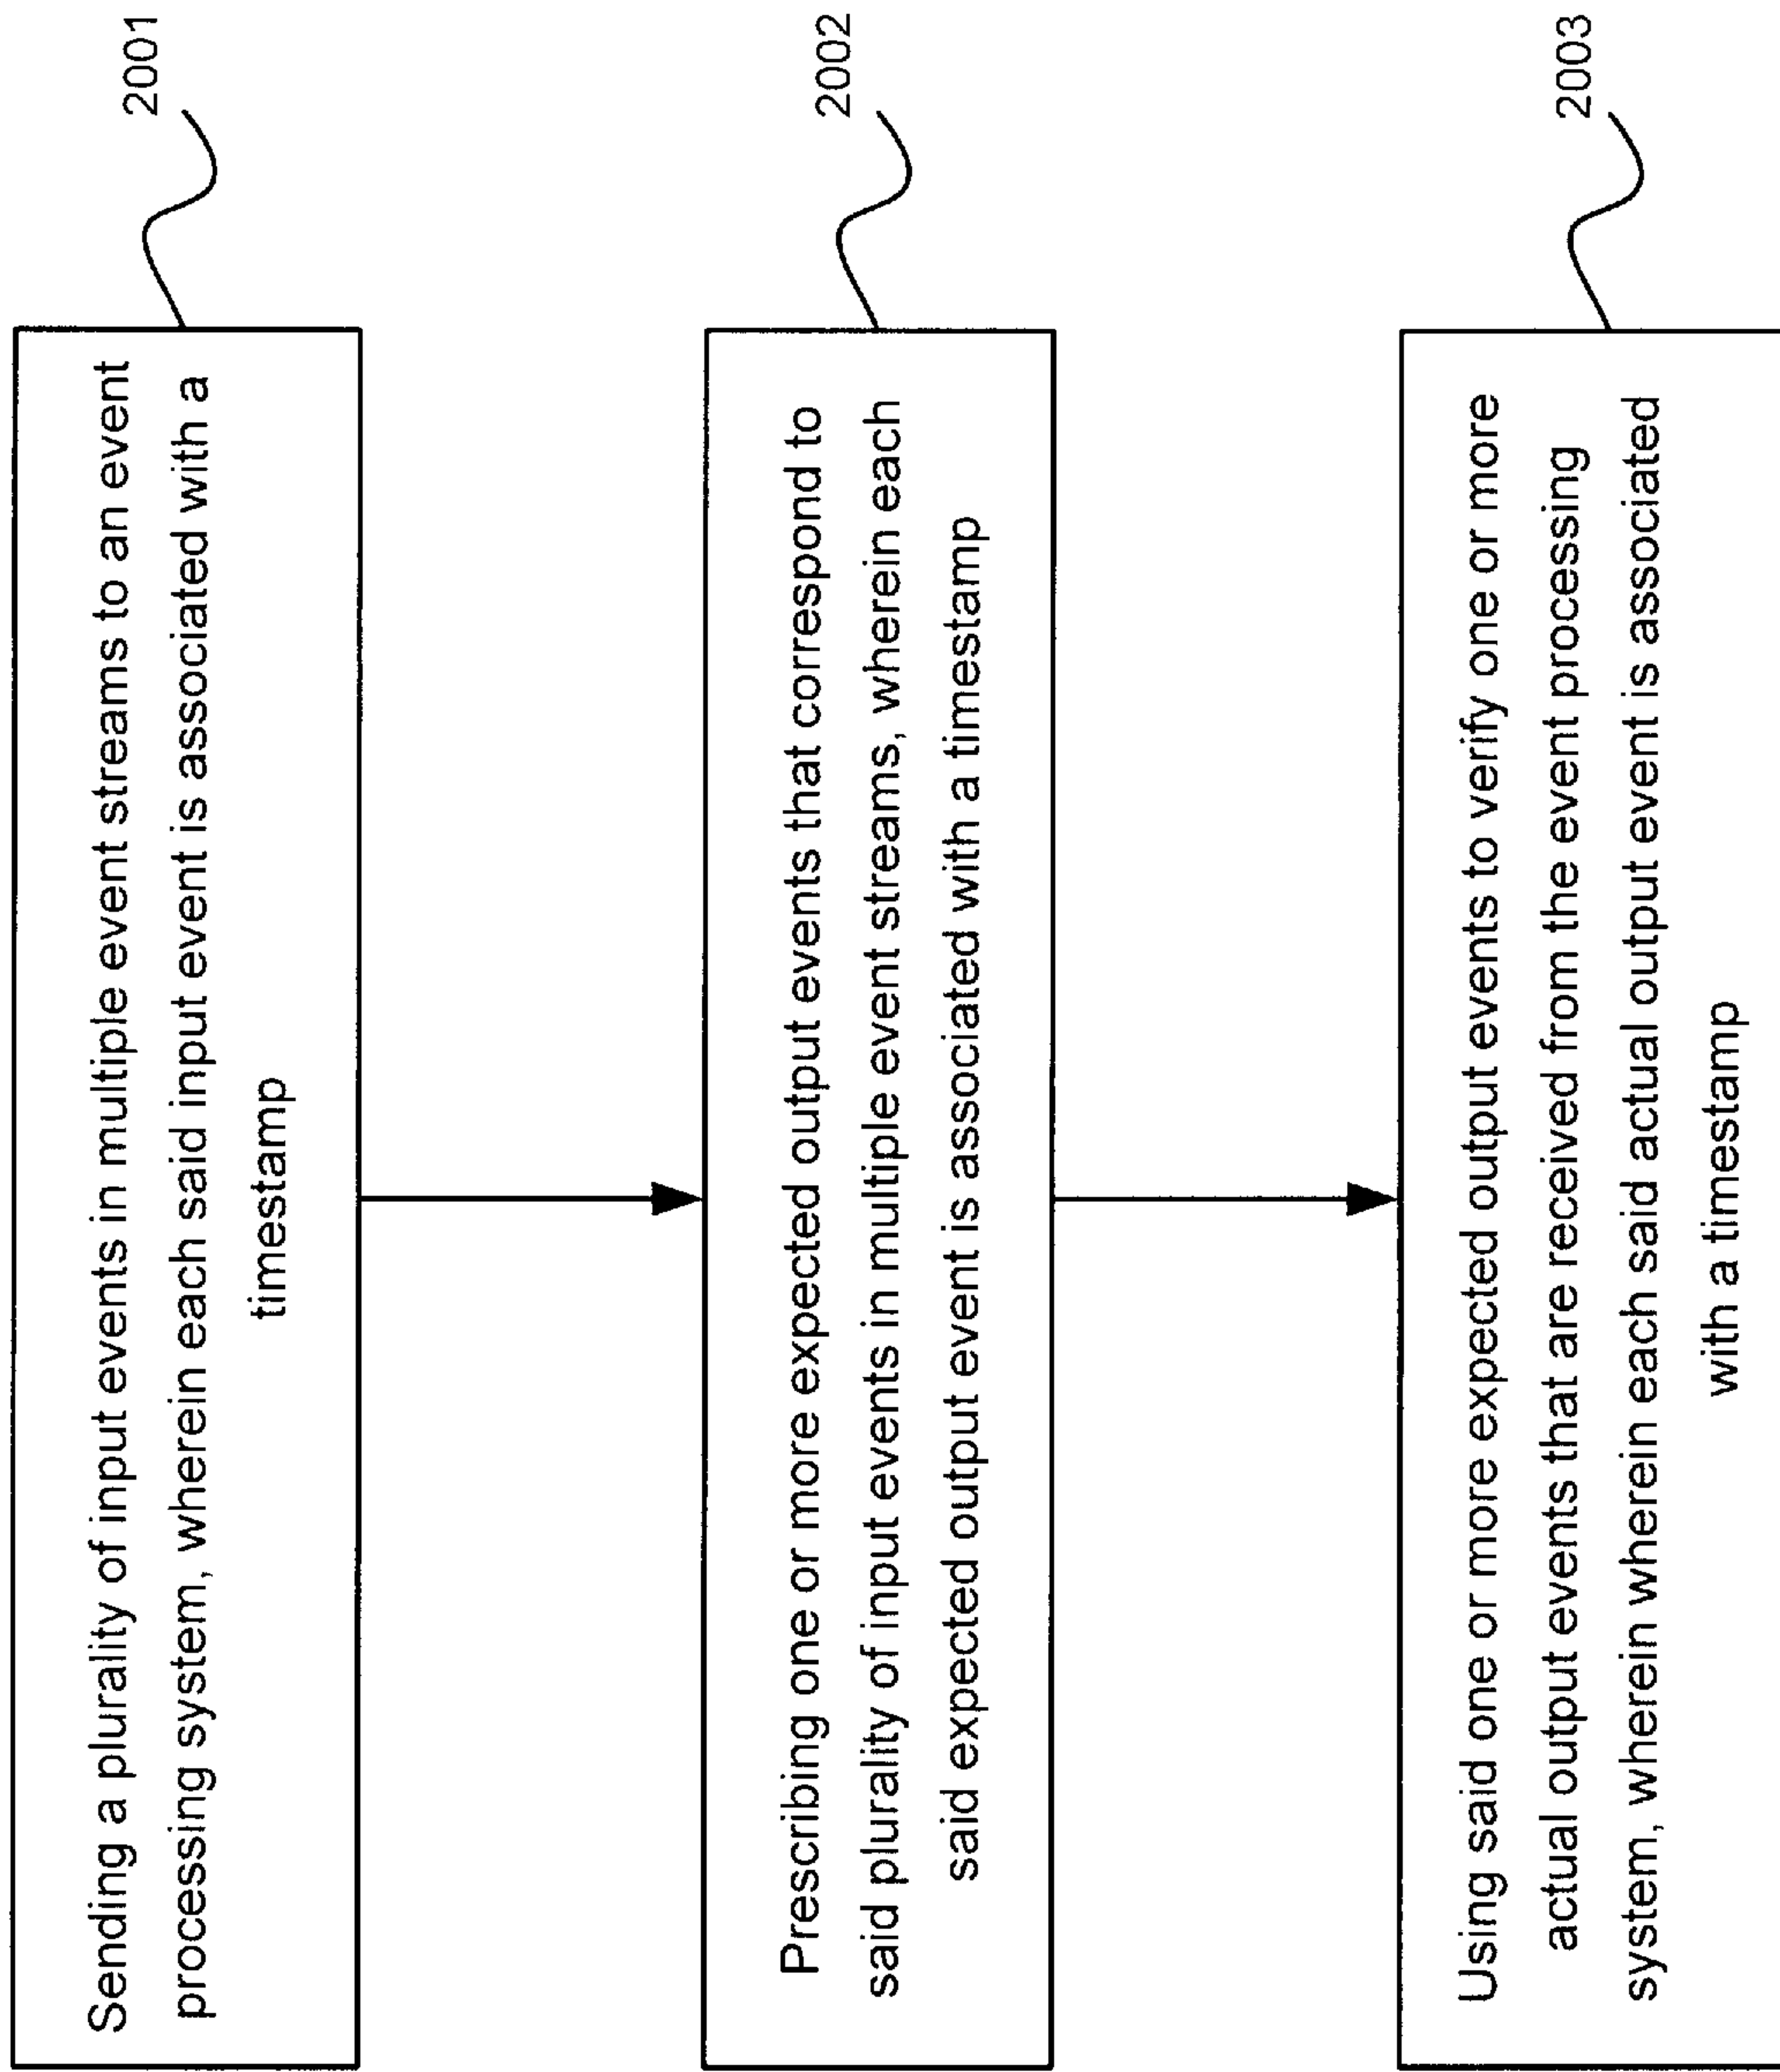 Sending a plurality of input events in multiple event streams to an event
processing system, wherein each said input event is associated with a
timestamp
2001
Prescribing one or more expected output events that correspond to
said plurality of input events in multiple event streams, wherein each
said expected output event is associated with a timestamp
2002
Using said one or more expected output events to verify one or more
actual output events that are received from the event processing
system, wherein wherein each said actual output event is associated
with a timestamp
2003